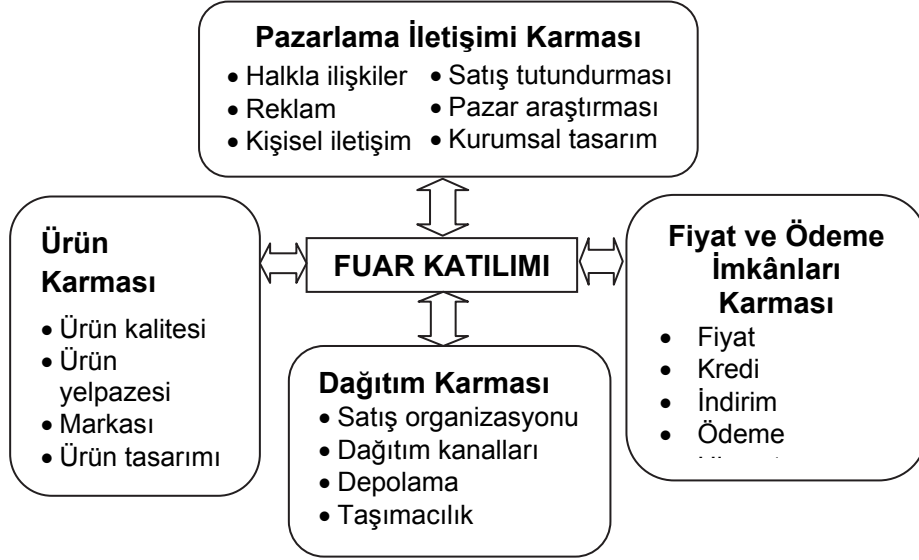 Pazarlama İletişimi Karması
• Halkla ilişkiler
• Reklam
• Kişisel iletişim
• Satış tutundurması
• Pazar araştırması
• Kurumsal tasarım
Ürün
Karması
• Ürün kalitesi
• Ürün
yelpazesi
• Markası
• Ürün tasarımı
FUAR KATILIMI
Fiyat ve Ödeme
İmkânları
Karması
• Fiyat
• Kredi
• İndirim
• Ödeme
Dağıtım Karması
• Satış organizasyonu
• Dağıtım kanalları
• Depolama
• Taşımacılık